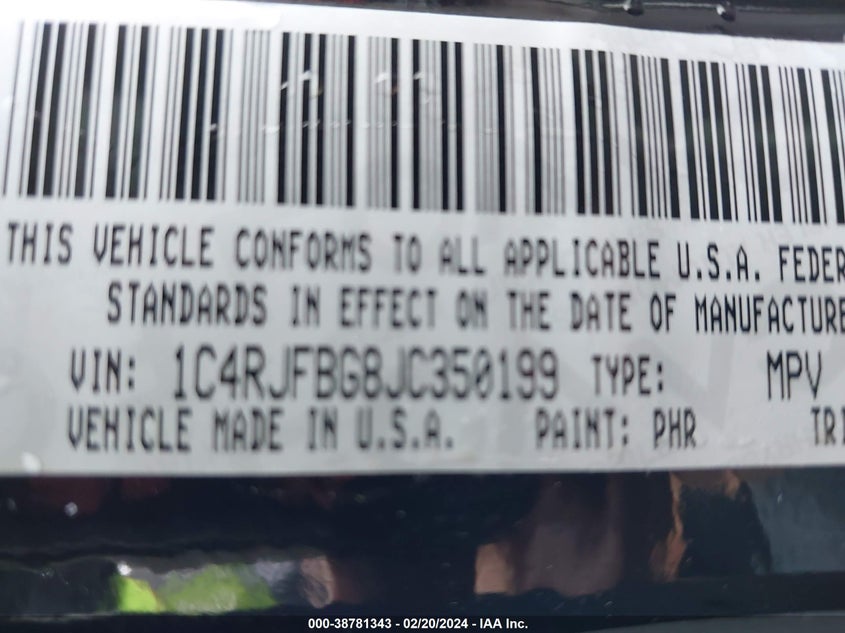 THIS VEHICLE CONFORMS TO ALL APPLICABLE U.S.A. FEDER
STANDARDS IN EFFECT ON THE DATE OF MANUFACTURE
VIN: 1C4RJFBG8JC350199 TYPE: MPV
VEHICLE MADE IN U.S.A. PAINT: PHR TRI
000-38781343 - 02/20/2024 - IAA Inc.